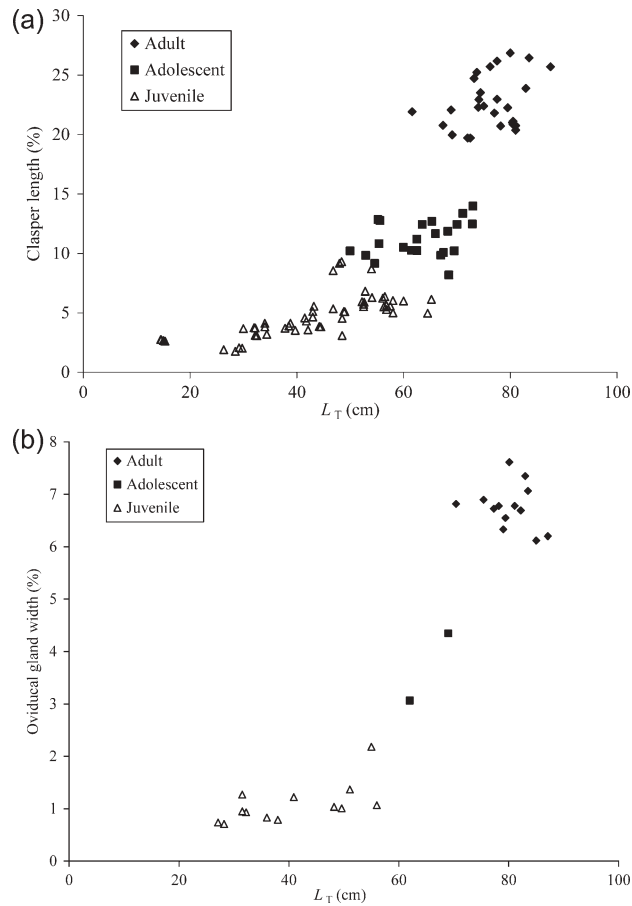 (a)
Adult
Adolescent
Juvenile
30
25
20
15
10
5
0
Clasper length (%)
0 20 40 60 80 100
L T (cm)
(b)
Adult
Adolescent
Juvenile
8
7
6
5
4
3
2
1
0
Oviducal gland width (%)
0 20 40 60 80 100
L T (cm)